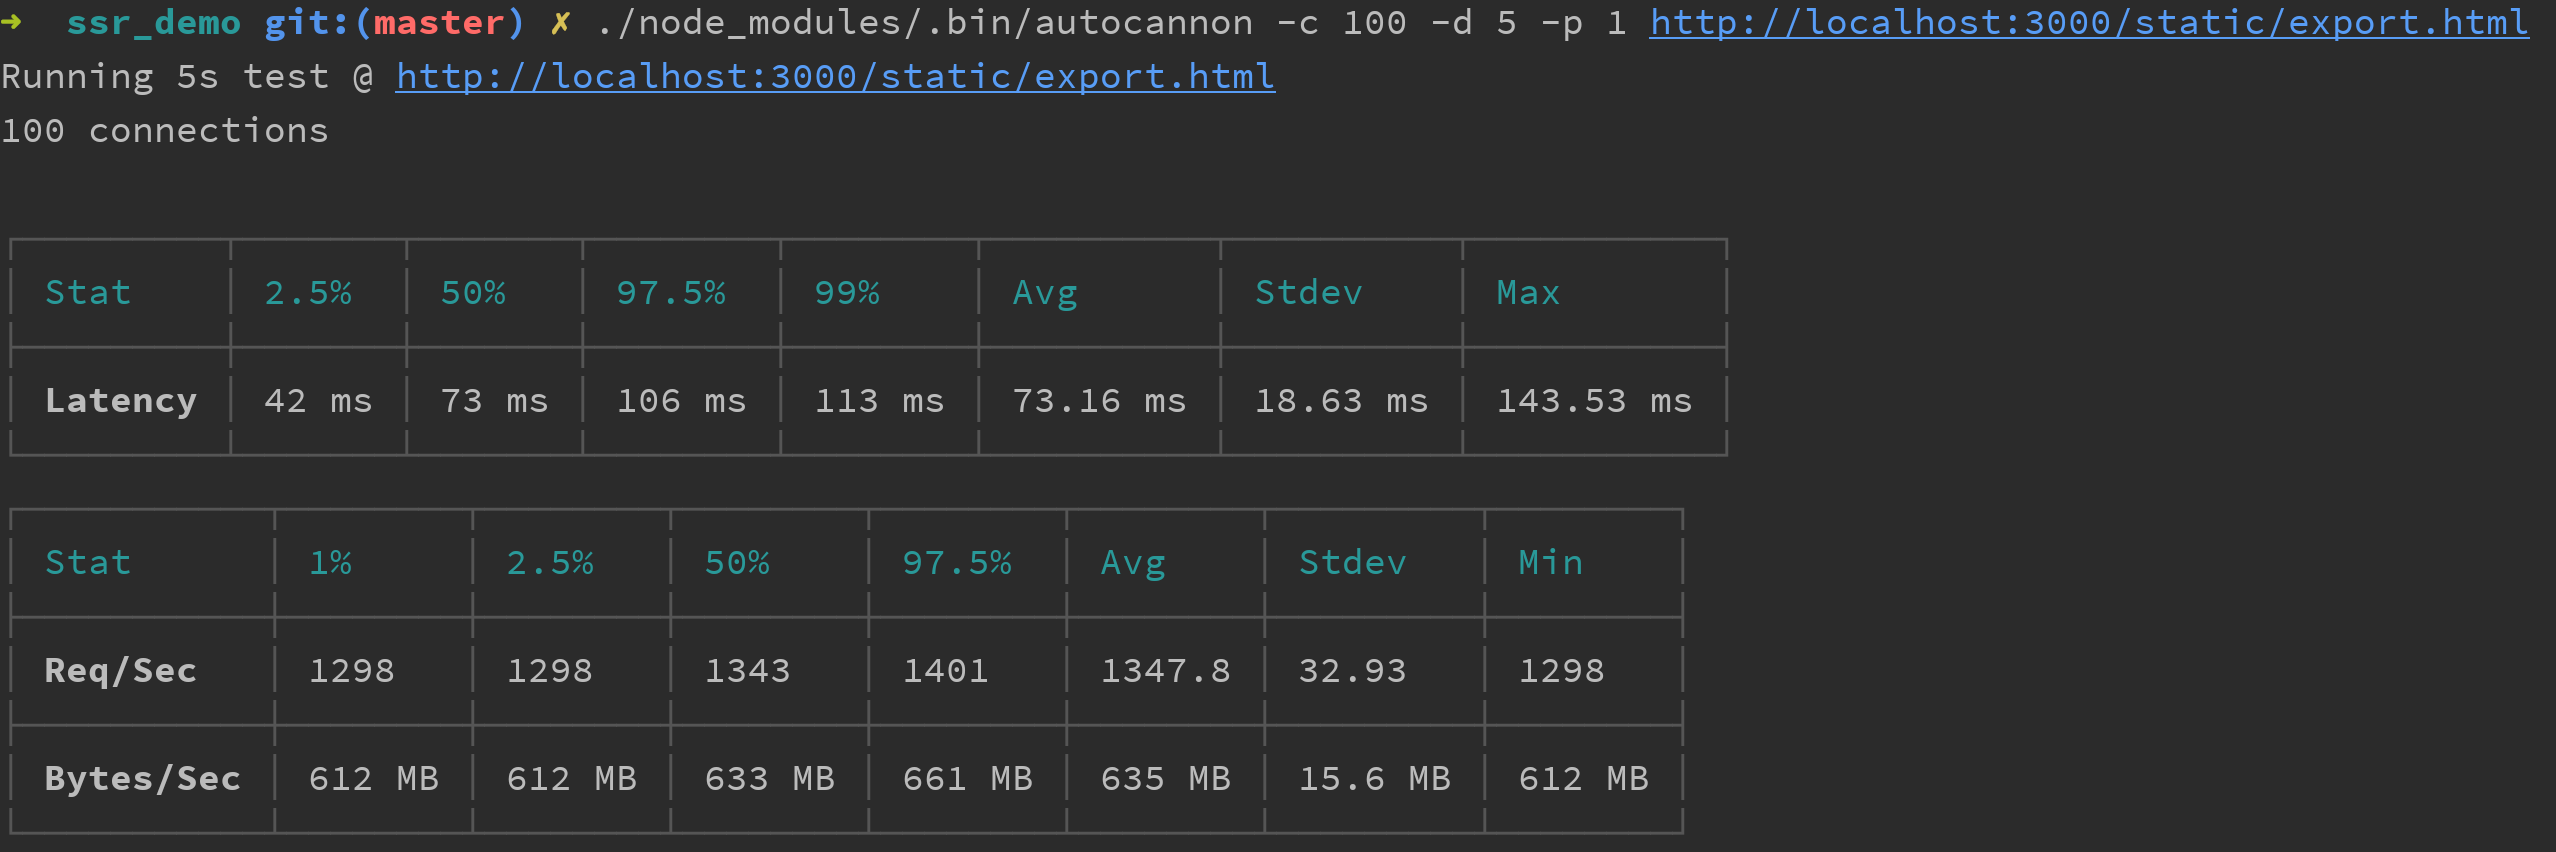 ➜ ssr_demo git:(master) ✗ ./node_modules/.bin/autocannon -c 100 -d 5 -p 1 http://localhost:3000/static/export.html
Running 5s test @ http://localhost:3000/static/export.html
100 connections
Stat 2.5% 50% 97.5% 99% Avg Stdev Max
Latency 42 ms 73 ms 106 ms 113 ms 73.16 ms 18.63 ms 143.53 ms
Stat 1% 2.5% 50% 97.5% Avg Stdev Min
Req/Sec 1298 1298 1343 1401 1347.8 32.93 1298
Bytes/Sec 612 MB 612 MB 633 MB 661 MB 635 MB 15.6 MB 612 MB